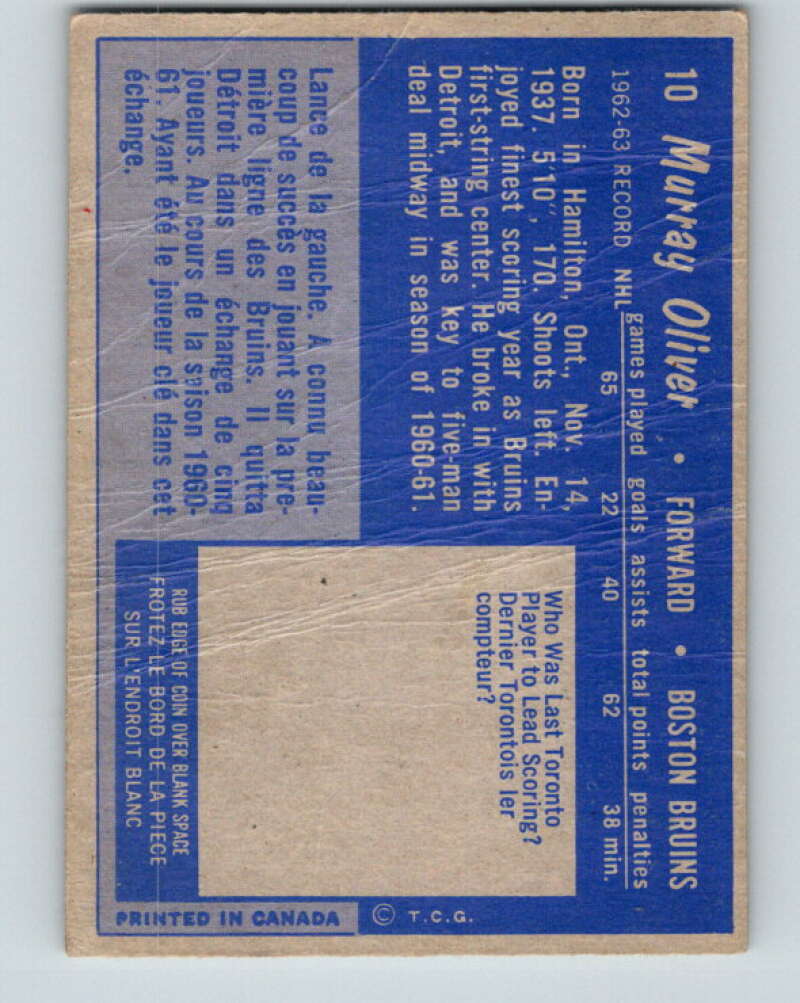 10 Murray Oliver • FORWARD • BOSTON BRUINS
games played goals assists total points penalties
1962-63 RECORD NHL 65 22 40 62 38 min.
Born in Hamilton, Ont., Nov. 14,
1937. 5'10", 170. Shoots left. En-
joyed finest scoring year as Bruins
first-string center. He broke in with
Detroit, and was key to five-man
deal midway in season of 1960-61.
Lance de la gauche. A connu beau-
coup de succès en jouant sur la pre-
mière ligne des Bruins. Il quitta
Détroit dans un échange de cinq
joueurs. Au cours de la saison 1960-
61. Ayant été le joueur clé dans cet
échange.
Who Was Last Toronto
Player to Lead Scoring?
Dernier Torontois ler
compteur?
RUB EDGE OF COIN OVER BLANK SPACE
FROTEZ LE BORD DE LA PIECE
SUR L'ENDROIT BLANC
PRINTED IN CANADA © T.C.G.